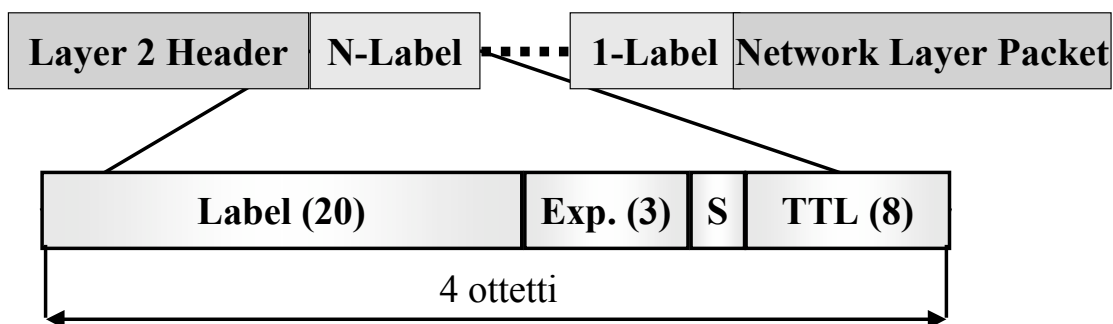 Layer 2 Header N-Label 1-Label Network Layer Packet
Label (20) Exp. (3) S TTL (8)
4 ottetti